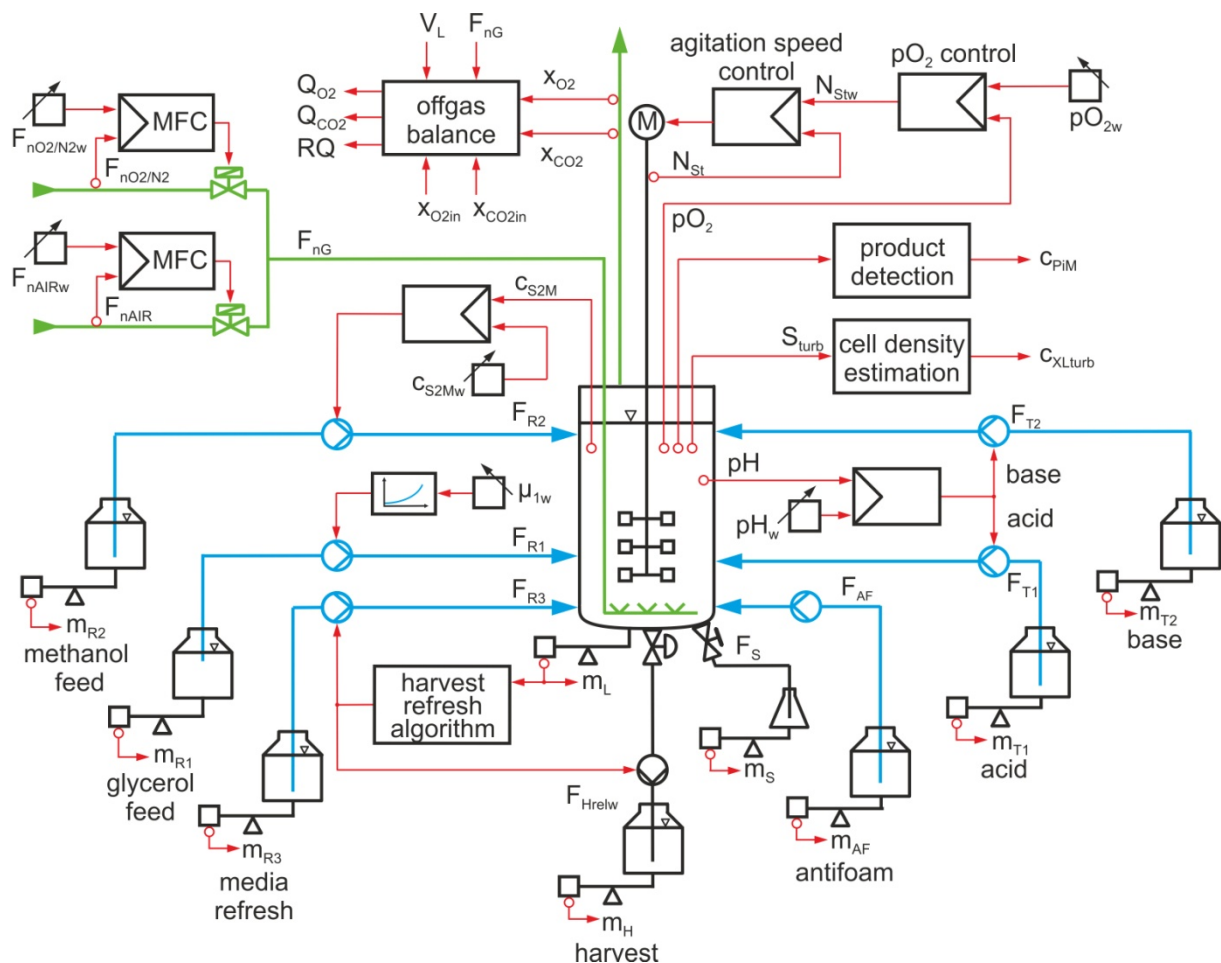 V_L
F_nG
agitation speed
control
pO_2 control
Q_O2
Q_CO2
RQ
offgas
balance
x_O2
x_CO2
x_O2in
x_CO2in
M
N_Stw
N_St
pO_2w
pO_2
F_nO2/N2w
MFC
F_nO2/N2
F_nAIRw
MFC
F_nAIR
F_nG
c_S2M
c_S2Mw
product
detection
c_PiM
S_turb
cell density
estimation
c_XLturb
F_R2
F_T2
pH
base
acid
pH_w
μ_1w
F_R1
F_T1
F_R3
F_AF
F_S
m_R2
methanol
feed
m_R1
glycerol
feed
m_R3
media
refresh
harvest
refresh
algorithm
m_L
F_Hrelw
m_H
harvest
m_S
m_AF
antifoam
m_T1
acid
m_T2
base